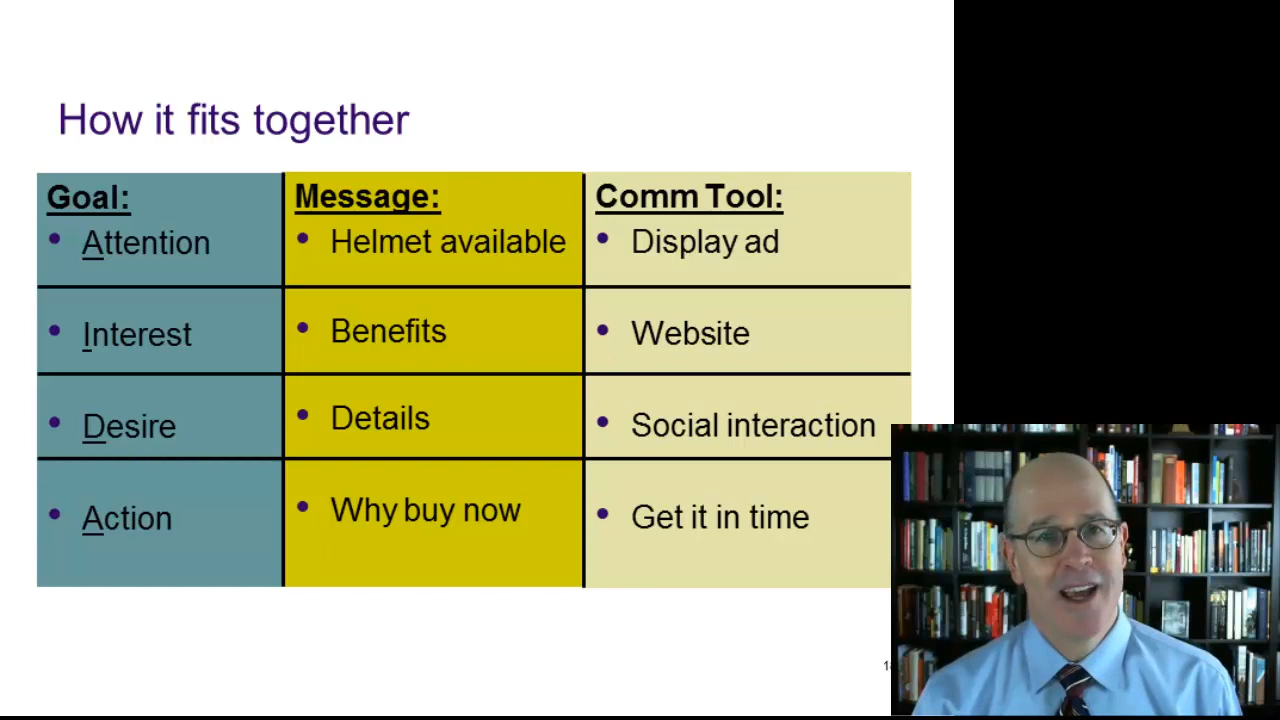 How it fits together
Goal: Message: Comm Tool:
• Attention • Helmet available • Display ad
• Interest • Benefits • Website
• Desire • Details • Social interaction
• Action • Why buy now • Get it in time